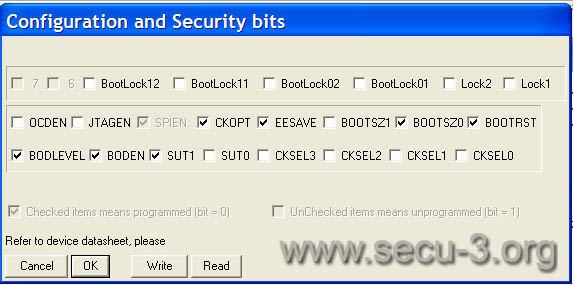 Configuration and Security bits
7 6 BootLock12 BootLock11 BootLock02 BootLock01 Lock2 Lock1
OCDEN JTAGEN SPIEN CKOPT EESAVE BOOTSZ1 BOOTSZ0 BOOTRST
BODLEVEL BODEN SUT1 SUT0 CKSEL3 CKSEL2 CKSEL1 CKSEL0
Checked items means programmed (bit = 0) UnChecked items means unprogrammed (bit = 1)
Refer to device datasheet, please
www.secu-3.org
Cancel OK Write Read